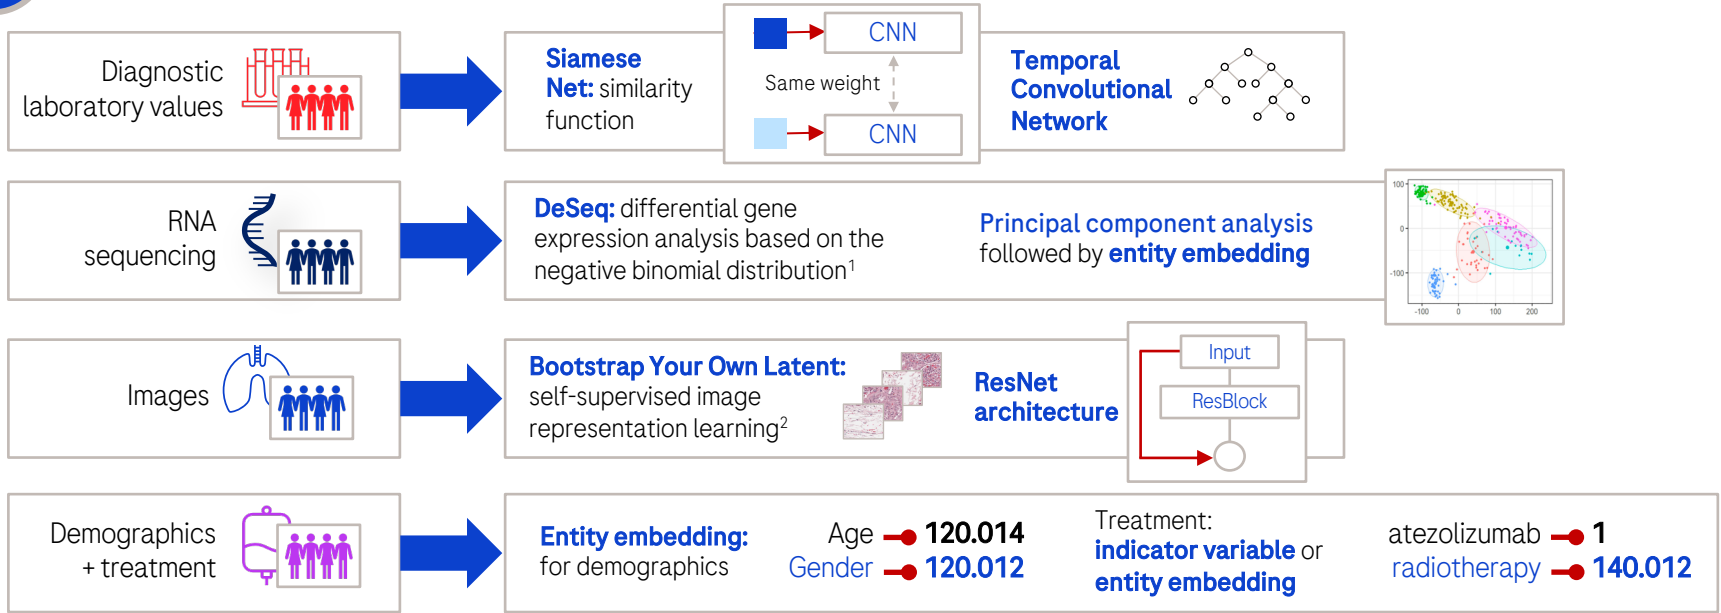 Diagnostic
laboratory values
Siamese
Net: similarity
function
CNN
Same weight
CNN
Temporal
Convolutional
Network
RNA
sequencing
DeSeq: differential gene
expression analysis based on the
negative binomial distribution1
Principal component analysis
followed by entity embedding
100
0
-100
-100 0 100 200
Images
Bootstrap Your Own Latent:
self-supervised image
representation learning2
ResNet
architecture
Input
ResBlock
Demographics
+ treatment
Entity embedding:
for demographics
Age 120.014
Gender 120.012
Treatment:
indicator variable or
entity embedding
atezolizumab 1
radiotherapy 140.012